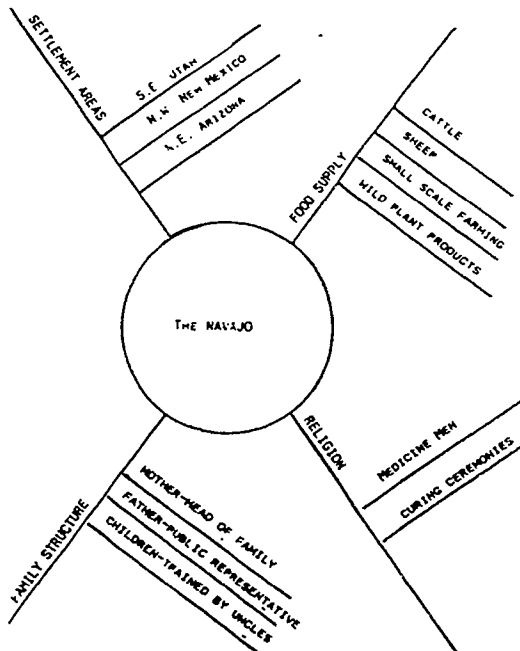 SETTLEMENT AREAS
S.E UTAH
N.W NEW MEXICO
N.E. ARIZONA
FOOD SUPPLY
CATTLE
SHEEP
SMALL SCALE FARMING
WILD PLANT PRODUCTS
THE NAVAJO
FAMILY STRUCTURE
MOTHER-HEAD OF FAMILY
FATHER-PUBLIC REPRESENTATIVE
CHILDREN-TRAINED BY UNCLES
RELIGION
MEDICINE MEN
CURING CEREMONIES